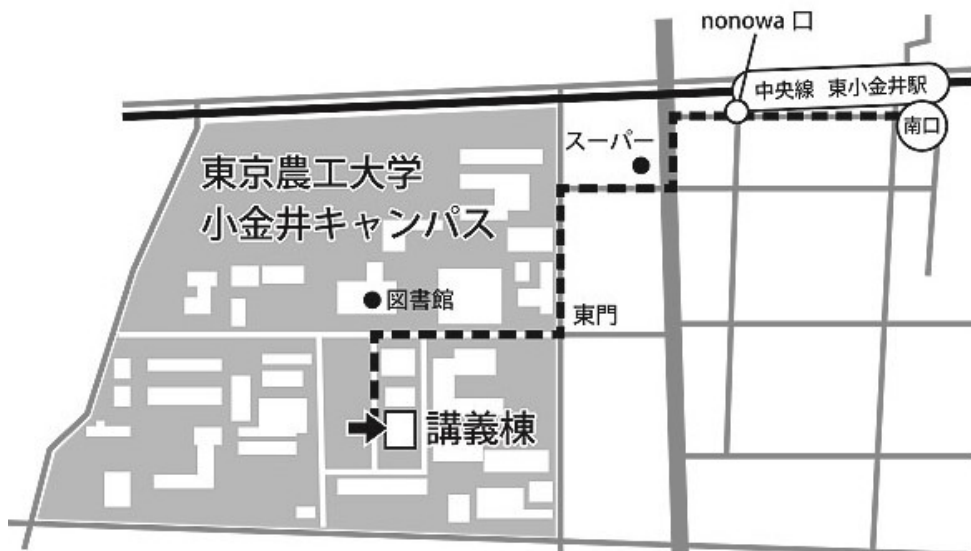 nonowa 口
中央線 東小金井駅
南口
スーパー
東京農工大学
小金井キャンパス
図書館
東門
講義棟